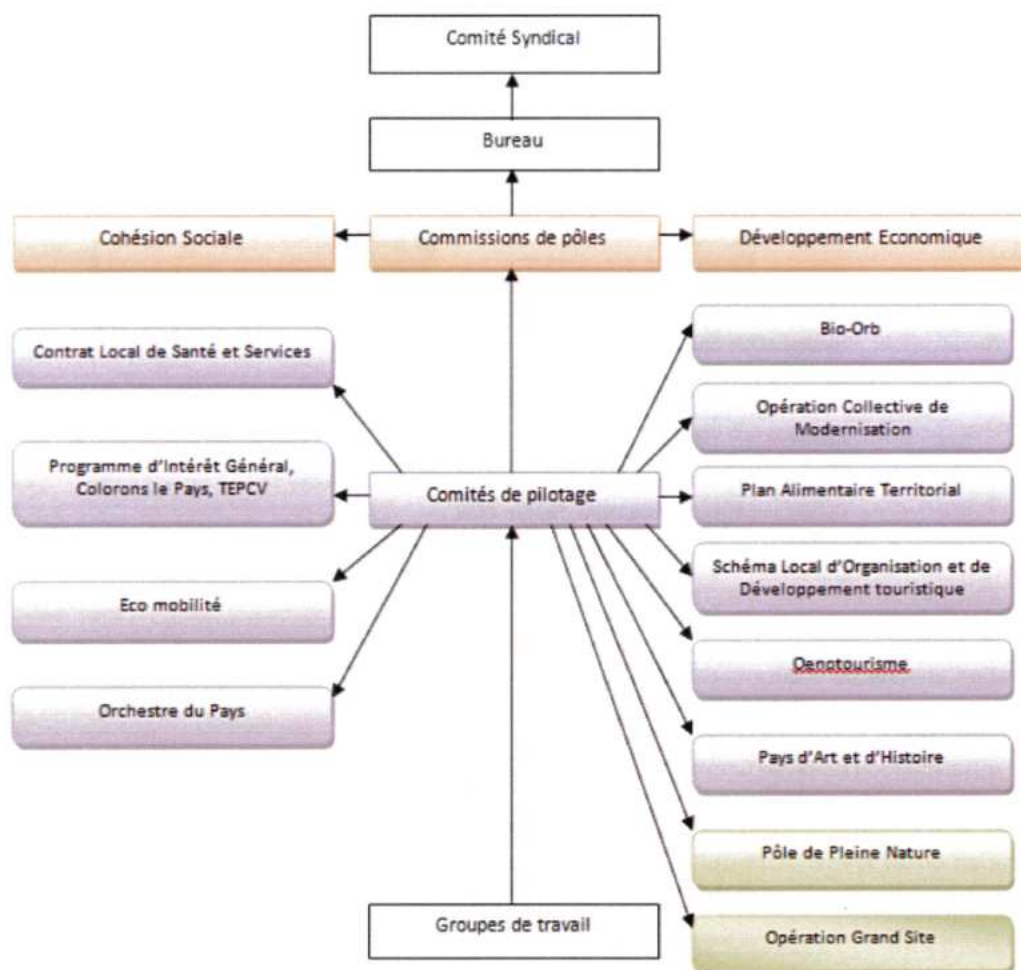 Comité Syndical
Bureau
Cohésion Sociale
Commissions de pôles
Développement Economique
Contrat Local de Santé et Services
Programme d'Intérêt Général,
Colorons le Pays, TEPCV
Eco mobilité
Orchestre du Pays
Comités de pilotage
Bio-Orb
Opération Collective de
Modernisation
Plan Alimentaire Territorial
Schéma Local d'Organisation et de
Développement touristique
Oenotourisme
Pays d'Art et d'Histoire
Pôle de Pleine Nature
Opération Grand Site
Groupes de travail